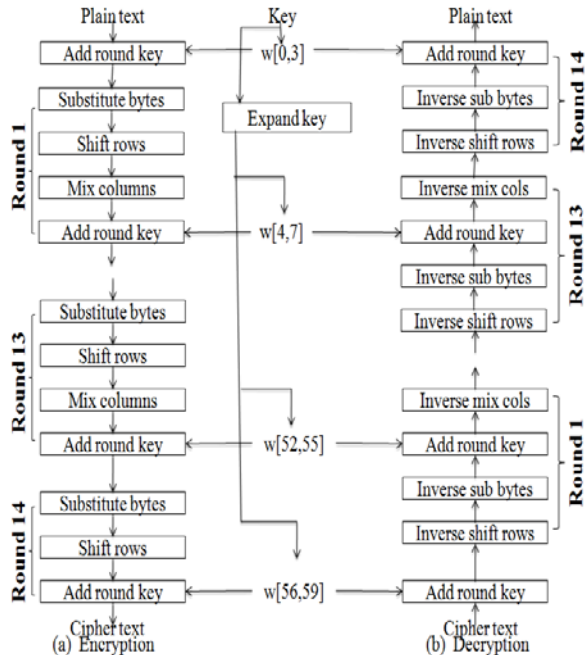 Plain text
Add round key
Substitute bytes
Shift rows
Mix columns
Add round key
Round 1
Substitute bytes
Shift rows
Mix columns
Add round key
Round 13
Substitute bytes
Shift rows
Add round key
Round 14
Cipher text
(a) Encryption
Key
w[0,3]
Expand key
w[4,7]
w[52,55]
w[56,59]
Plain text
Add round key
Inverse sub bytes
Inverse shift rows
Round 14
Inverse mix cols
Add round key
Inverse sub bytes
Inverse shift rows
Round 13
Inverse mix cols
Add round key
Inverse sub bytes
Inverse shift rows
Round 1
Add round key
Cipher text
(b) Decryption